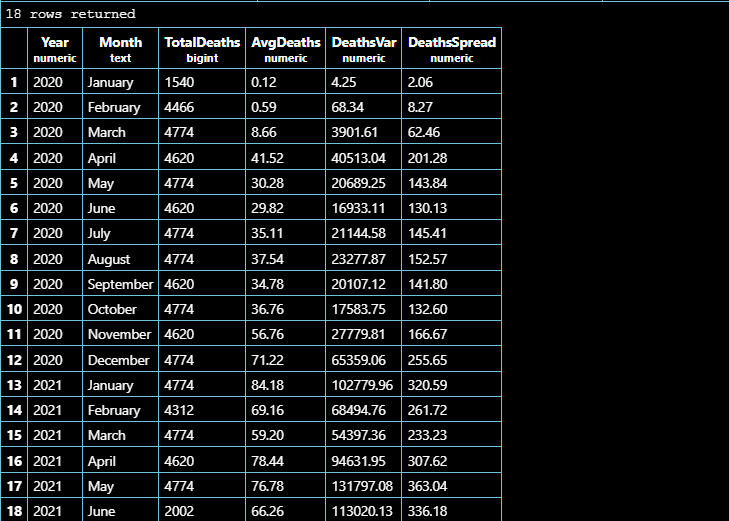 18 rows returned
Year Month TotalDeaths AvgDeaths DeathsVar DeathsSpread
numeric text bigint numeric numeric numeric
1 2020 January 1540 0.12 4.25 2.06
2 2020 February 4466 0.59 68.34 8.27
3 2020 March 4774 8.66 3901.61 62.46
4 2020 April 4620 41.52 40513.04 201.28
5 2020 May 4774 30.28 20689.25 143.84
6 2020 June 4620 29.82 16933.11 130.13
7 2020 July 4774 35.11 21144.58 145.41
8 2020 August 4774 37.54 23277.87 152.57
9 2020 September 4620 34.78 20107.12 141.80
10 2020 October 4774 36.76 17583.75 132.60
11 2020 November 4620 56.76 27779.81 166.67
12 2020 December 4774 71.22 65359.06 255.65
13 2021 January 4774 84.18 102779.96 320.59
14 2021 February 4312 69.16 68494.76 261.72
15 2021 March 4774 59.20 54397.36 233.23
16 2021 April 4620 78.44 94631.95 307.62
17 2021 May 4774 76.78 131797.08 363.04
18 2021 June 2002 66.26 113020.13 336.18